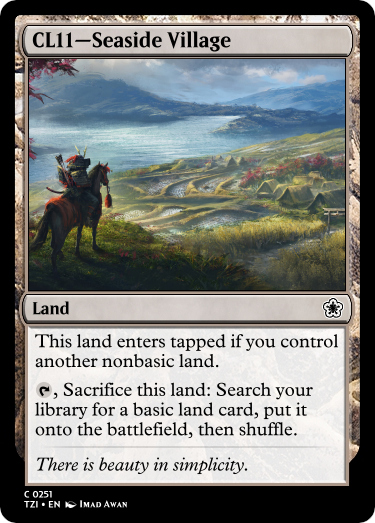 CL11—Seaside Village
Land
This land enters tapped if you control
another nonbasic land.
, Sacrifice this land: Search your
library for a basic land card, put it
onto the battlefield, then shuffle.
There is beauty in simplicity.
C 0251
TZI • EN Imad Awan